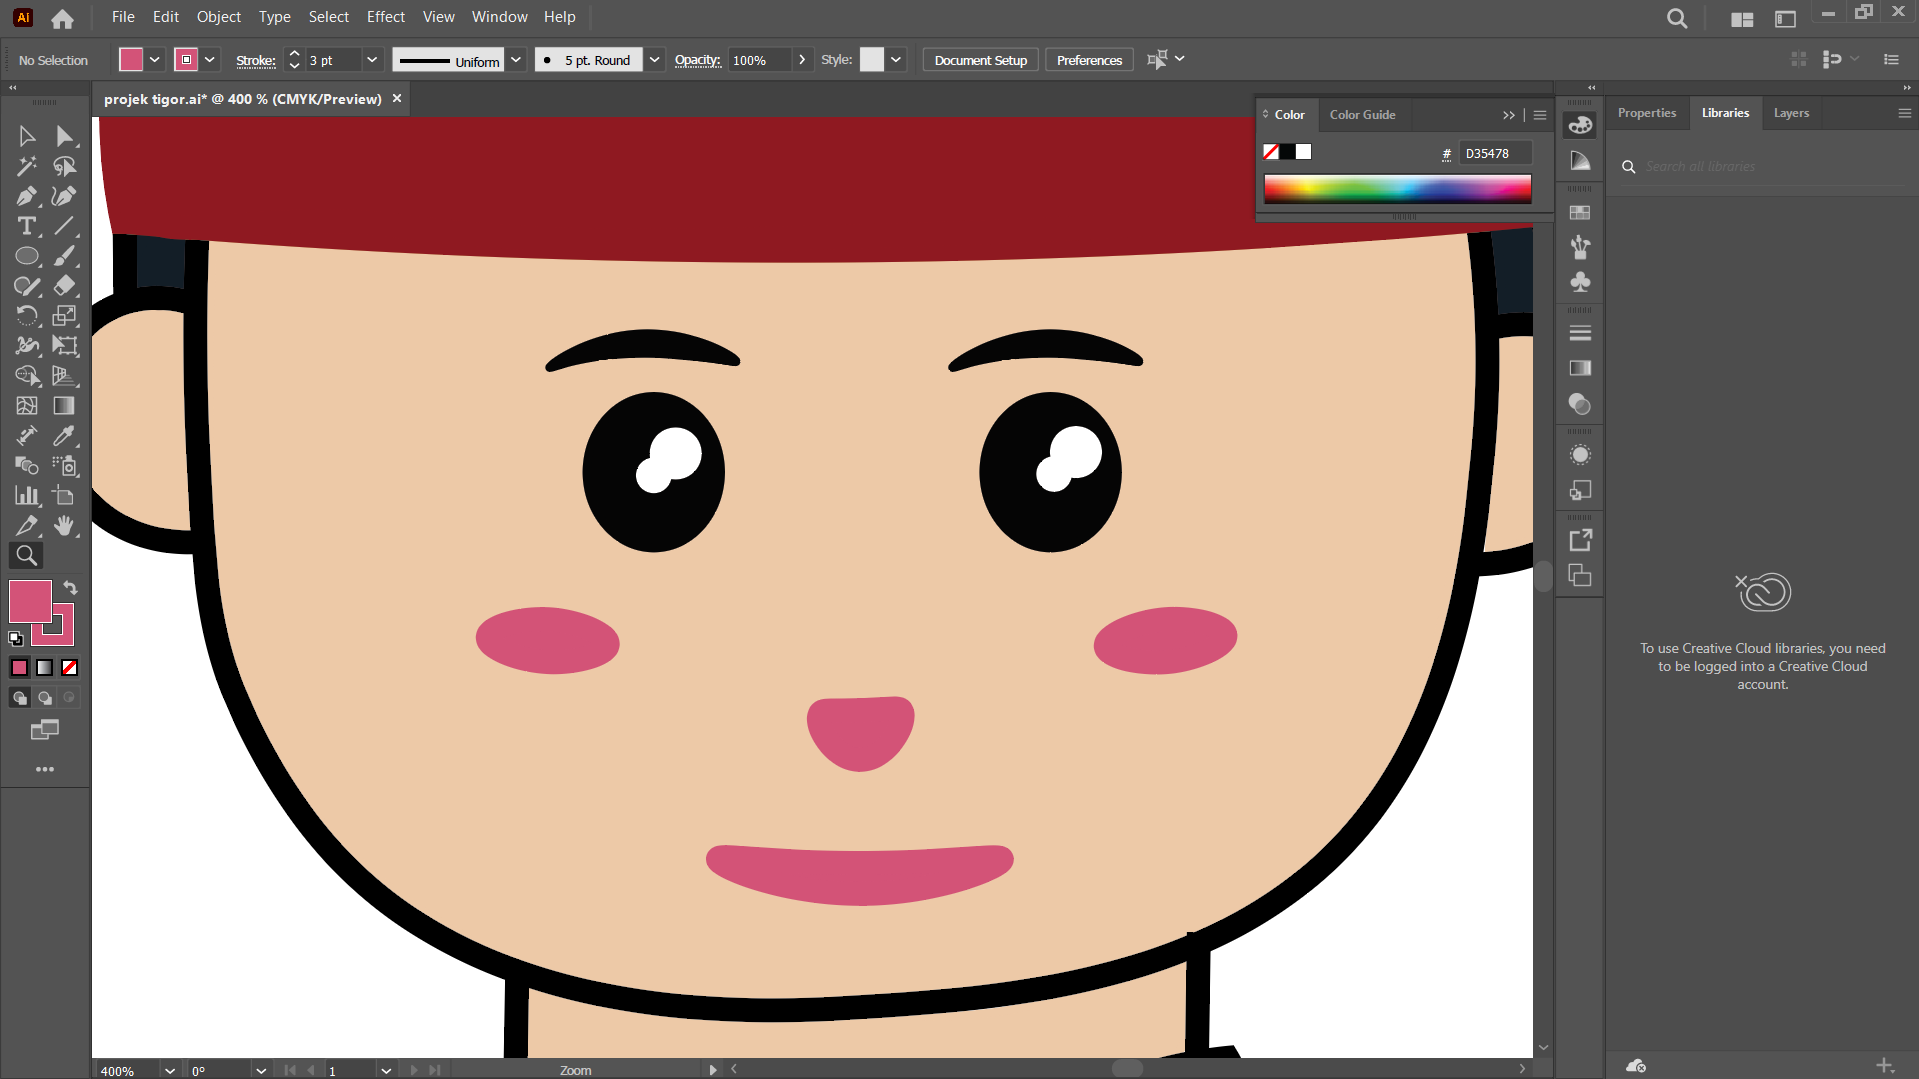 Ai File Edit Object Type Select Effect View Window Help
No Selection Stroke: 3 pt Uniform 5 pt. Round Opacity: 100% Style: Document Setup Preferences
projek tigor.ai* @ 400 % (CMYK/Preview)
Color Color Guide
# D35478
Properties Libraries Layers
Search all libraries
To use Creative Cloud libraries, you need
to be logged into a Creative Cloud
account.
400% 0° 1 Zoom